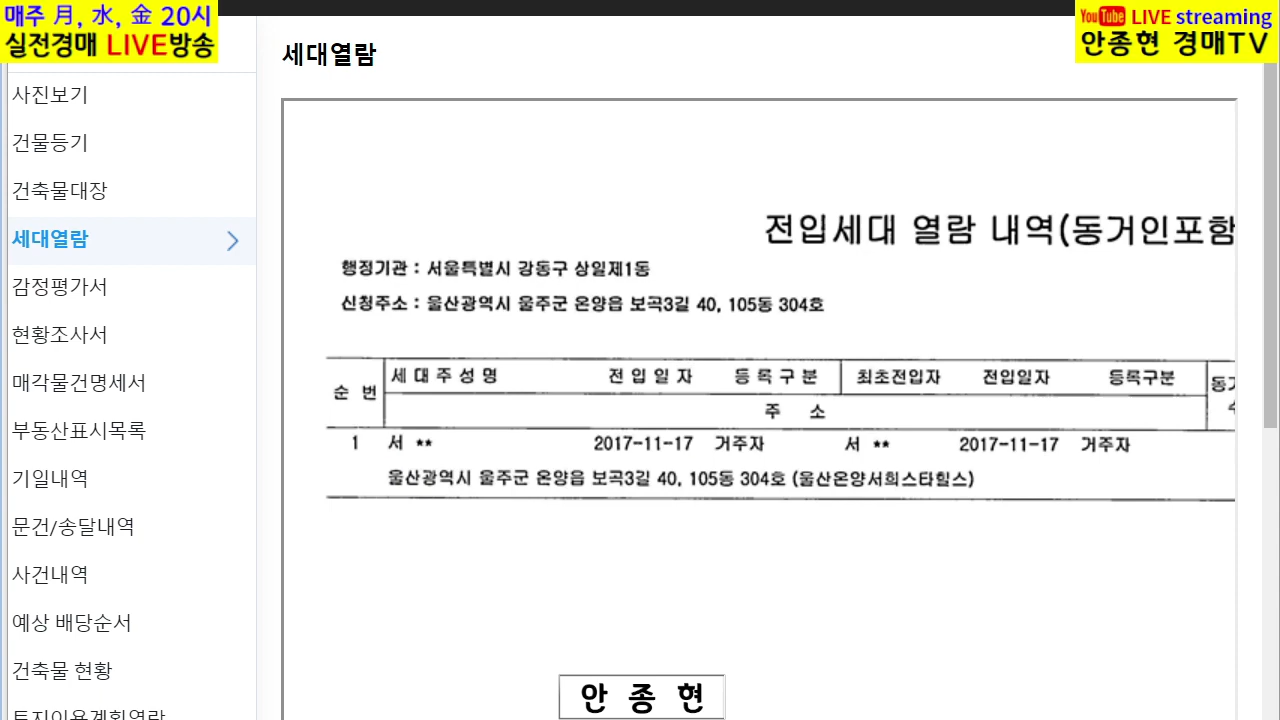 매주 月, 水, 金 20시
실전경매 LIVE방송
YouTube LIVE streaming
안종현 경매TV
세대열람
사진보기
건물등기
건축물대장
세대열람
감정평가서
현황조사서
매각물건명세서
부동산표시목록
기일내역
문건/송달내역
사건내역
예상 배당순서
건축물 현황
토지이용계획열람
전입세대 열람 내역(동거인포함
행정기관 : 서울특별시 강동구 상일제1동
신청주소 : 울산광역시 울주군 온양읍 보곡3길 40, 105동 304호
순 번 세 대 주 성 명 전 입 일 자 등 록 구 분 최초전입자 전입일자 등록구분
주 소
1 서 ** 2017-11-17 거주자 서 ** 2017-11-17 거주자
울산광역시 울주군 온양읍 보곡3길 40, 105동 304호 (울산온양서희스타힐스)
안 종 현